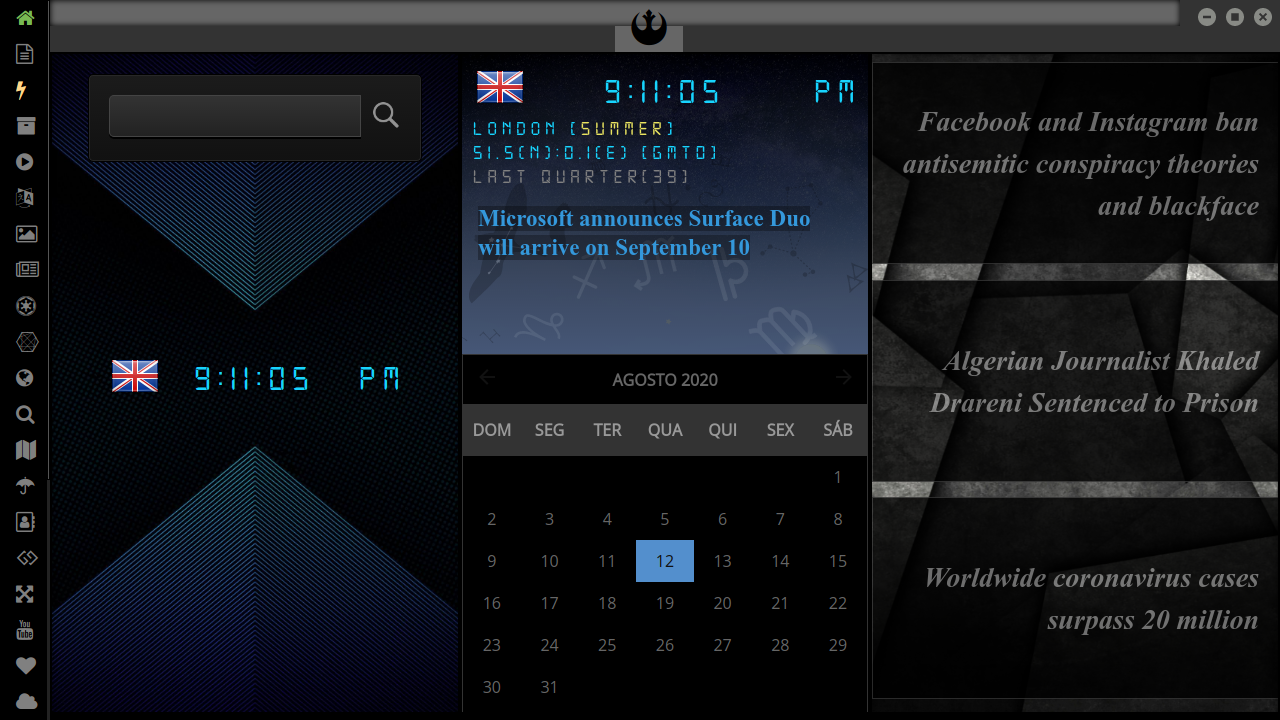 9:11:05 PM
9:11:05 PM
LONDON (SUMMER)
51.5(N):0.1(E) (GMT0)
LAST QUARTER(39)
Microsoft announces Surface Duo
will arrive on September 10
AGOSTO 2020
DOM SEG TER QUA QUI SEX SÁB
1
2 3 4 5 6 7 8
9 10 11 12 13 14 15
16 17 18 19 20 21 22
23 24 25 26 27 28 29
30 31
Facebook and Instagram ban
antisemitic conspiracy theories
and blackface
Algerian Journalist Khaled
Drareni Sentenced to Prison
Worldwide coronavirus cases
surpass 20 million
You
Tube